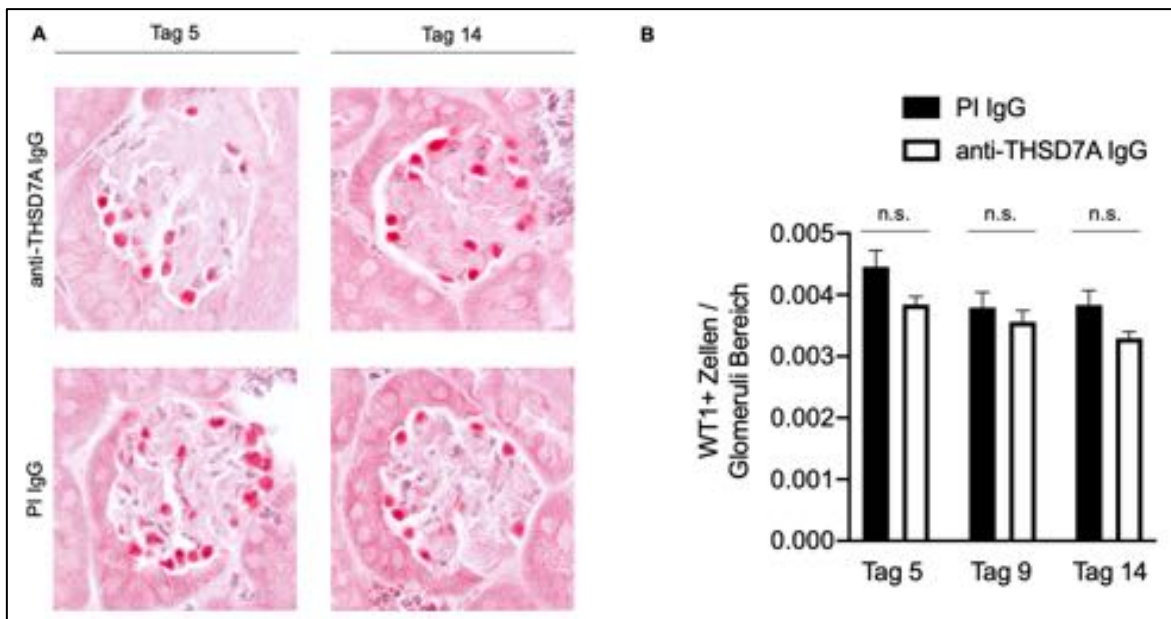 A
Tag 5
Tag 14
anti-THSD7A IgG
PI IgG
B
PI IgG
anti-THSD7A IgG
n.s.
n.s.
n.s.
WT1+ Zellen /
Glomeruli Bereich
0.005
0.004
0.003
0.002
0.001
0.000
Tag 5
Tag 9
Tag 14